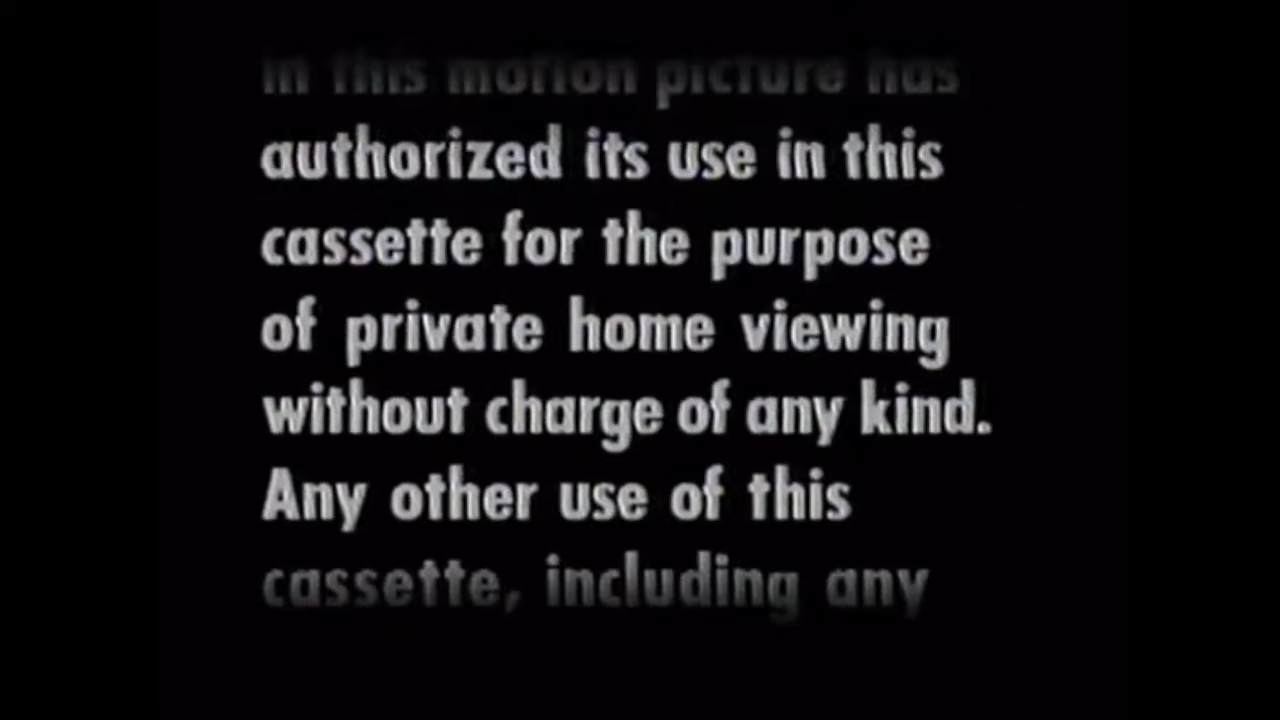 in this motion picture has
authorized its use in this
cassette for the purpose
of private home viewing
without charge of any kind.
Any other use of this
cassette, including any